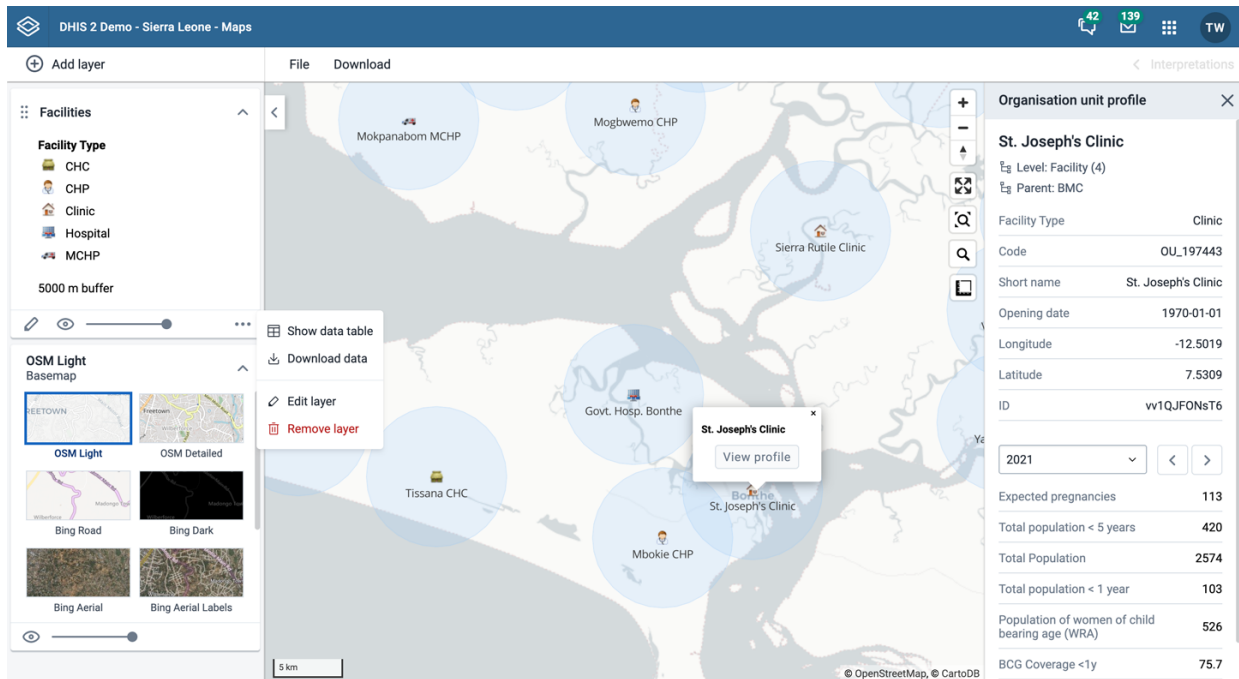 DHIS 2 Demo - Sierra Leone - Maps
42
139
TW
Add layer
File
Download
Interpretations
Facilities
Facility Type
CHC
CHP
Clinic
Hospital
MCHP
5000 m buffer
Show data table
Download data
Edit layer
Remove layer
OSM Light
Basemap
REETOWN
Freetown
Wilberforce
OSM Light
OSM Detailed
Wilberforce
Bing Road
Bing Dark
Bing Aerial
Bing Aerial Labels
Mokpanabom MCHP
Mogbwemo CHP
Sierra Rutile Clinic
Govt. Hosp. Bonthe
St. Joseph's Clinic
View profile
Tissana CHC
Bonthe
St. Joseph's Clinic
Mbokie CHP
Ya
5 km
© OpenStreetMap, © CartoDB
Organisation unit profile
St. Joseph's Clinic
Level: Facility (4)
Parent: BMC
Facility Type Clinic
Code OU_197443
Short name St. Joseph's Clinic
Opening date 1970-01-01
Longitude -12.5019
Latitude 7.5309
ID vv1QJFONsT6
2021
Expected pregnancies 113
Total population < 5 years 420
Total Population 2574
Total population < 1 year 103
Population of women of child
bearing age (WRA) 526
BCG Coverage <1y 75.7